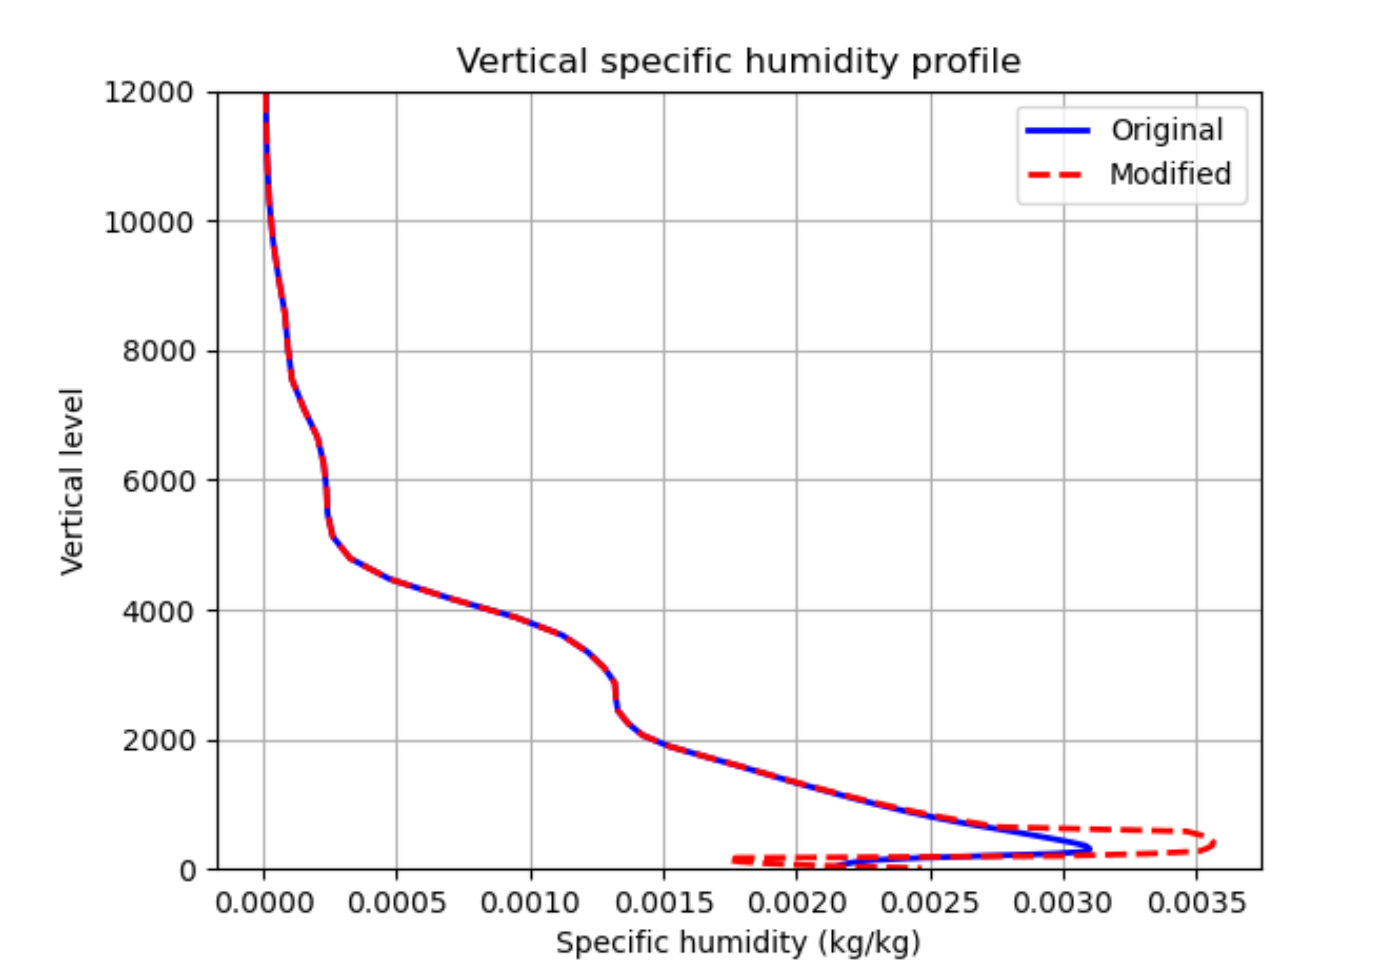 Vertical specific humidity profile
12000
10000
8000
6000
4000
2000
0
Vertical level
Original
Modified
0.0000 0.0005 0.0010 0.0015 0.0020 0.0025 0.0030 0.0035
Specific humidity (kg/kg)